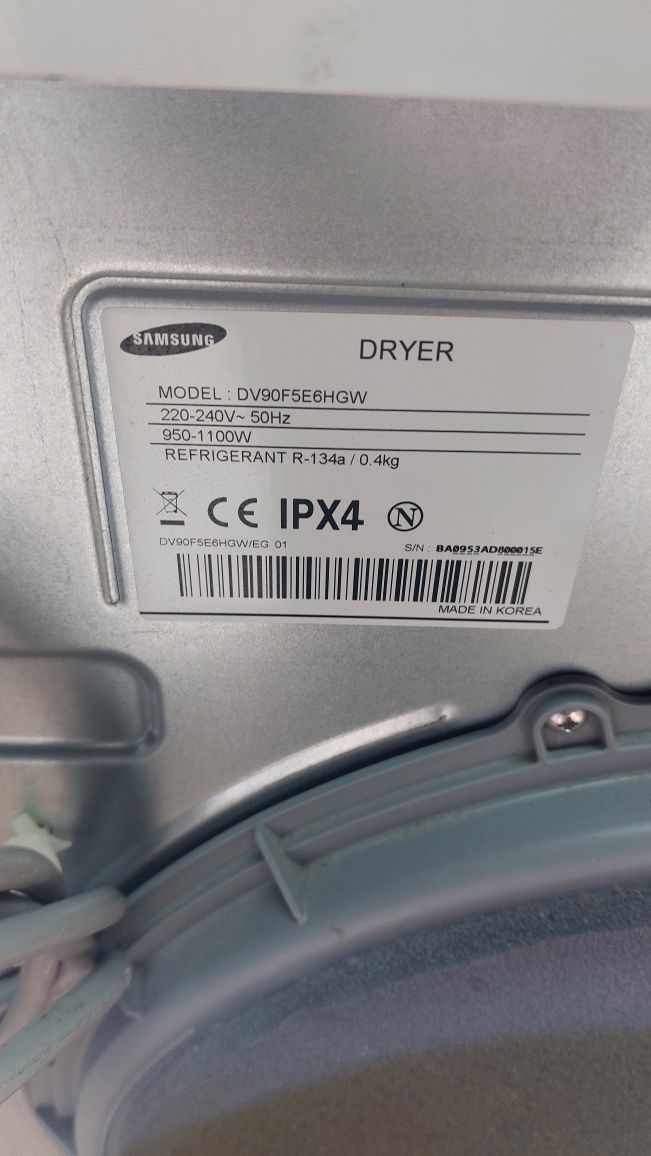 SAMSUNG
DRYER
MODEL : DV90F5E6HGW
220-240V~ 50Hz
950-1100W
REFRIGERANT R-134a / 0.4kg
CE IPX4 N
DV90F5E6HGW/EG 01
S/N : BA0953AD800015E
MADE IN KOREA